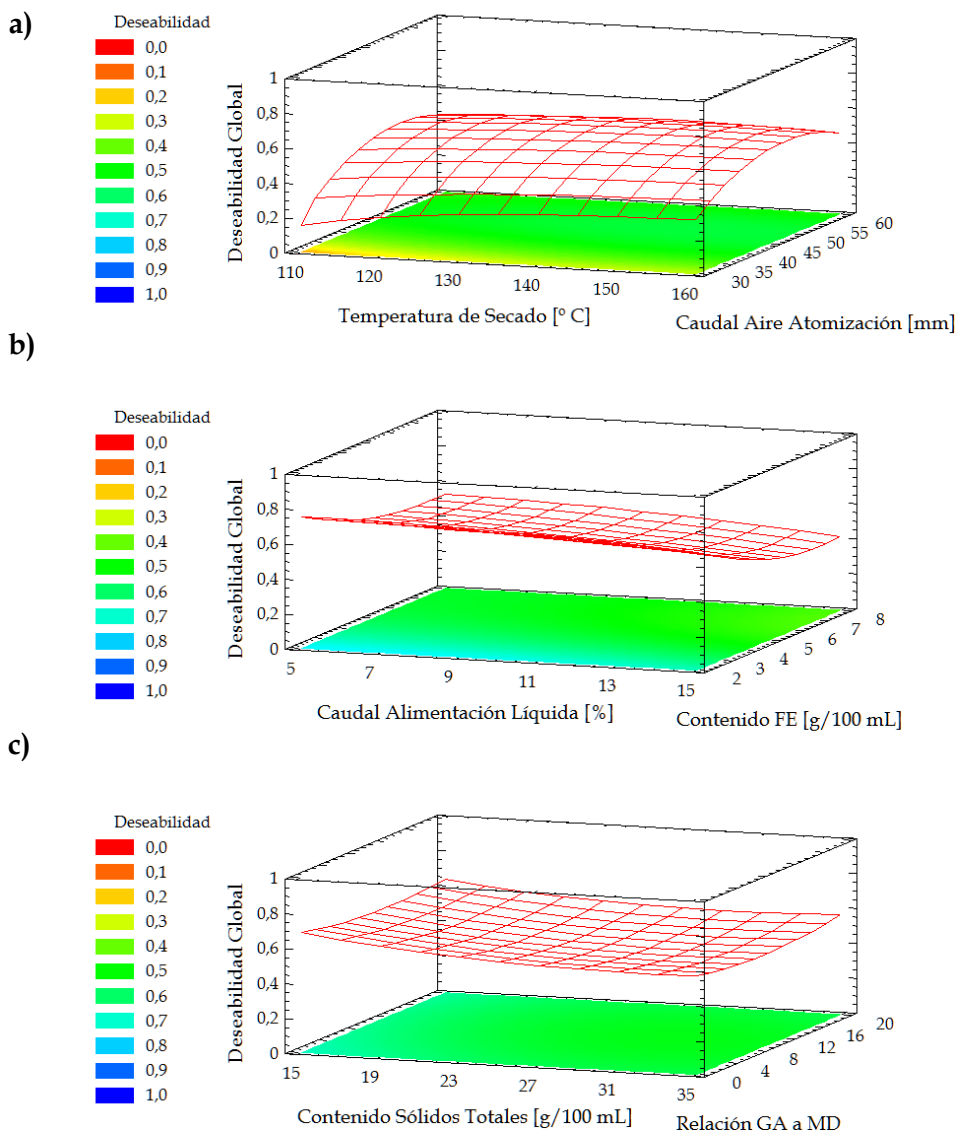 a)
Deseabilidad
0,0
0,1
0,2
0,3
0,4
0,5
0,6
0,7
0,8
0,9
1,0
Deseabilidad Global
1
0,8
0,6
0,4
0,2
0
110 120 130 140 150 160
Temperatura de Secado [º C]
30 35 40 45 50 55 60
Caudal Aire Atomización [mm]
b)
Deseabilidad
0,0
0,1
0,2
0,3
0,4
0,5
0,6
0,7
0,8
0,9
1,0
Deseabilidad Global
1
0,8
0,6
0,4
0,2
0
5 7 9 11 13 15
Caudal Alimentación Líquida [%]
2 3 4 5 6 7 8
Contenido FE [g/100 mL]
c)
Deseabilidad
0,0
0,1
0,2
0,3
0,4
0,5
0,6
0,7
0,8
0,9
1,0
Deseabilidad Global
1
0,8
0,6
0,4
0,2
0
15 19 23 27 31 35
Contenido Sólidos Totales [g/100 mL]
0 4 8 12 16 20
Relación GA a MD